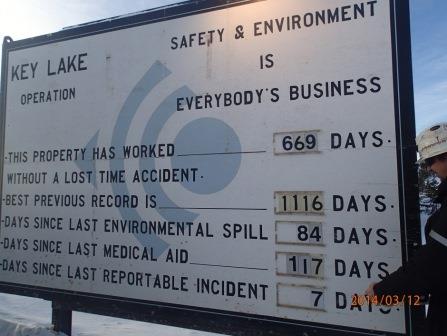 KEY LAKE
OPERATION
SAFETY & ENVIRONMENT
IS
EVERYBODY'S BUSINESS
-THIS PROPERTY HAS WORKED 669 DAYS.
WITHOUT A LOST TIME ACCIDENT.
-BEST PREVIOUS RECORD IS 1116 DAYS.
-DAYS SINCE LAST ENVIRONMENTAL SPILL 84 DAYS.
-DAYS SINCE LAST MEDICAL AID 117 DAYS.
-DAYS SINCE LAST REPORTABLE INCIDENT 7 DAYS.
2014/03/12